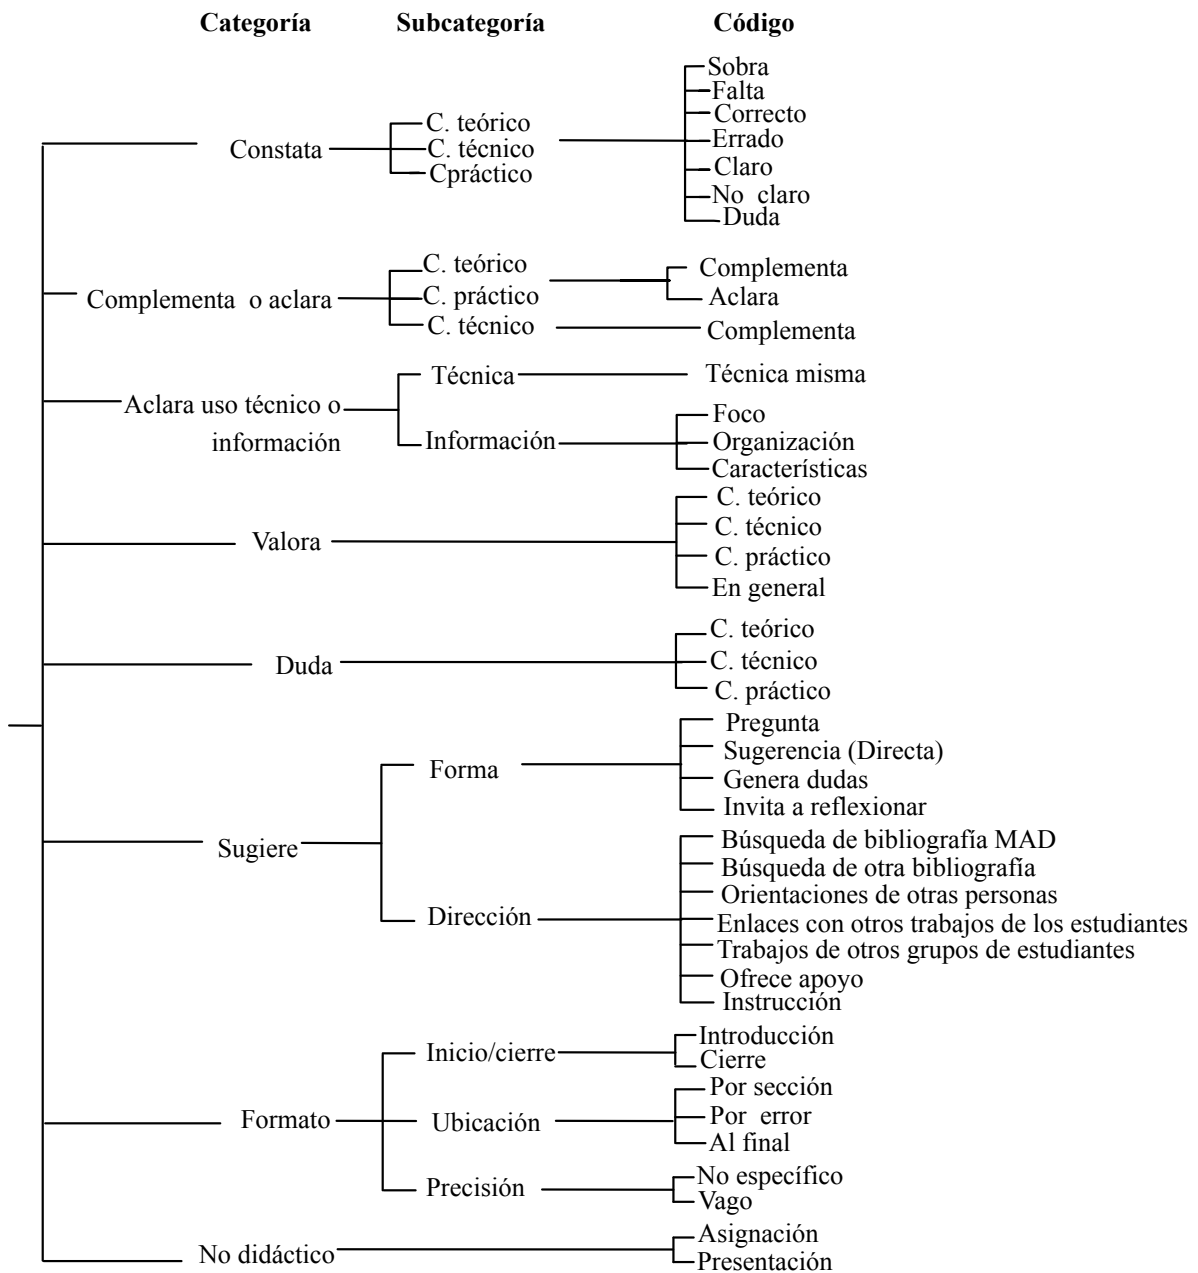 Categoría Subcategoría Código
Constata
C. teórico
C. técnico
Cpráctico
Sobra
Falta
Correcto
Errado
Claro
No claro
Duda
Complementa o aclara
C. teórico
C. práctico
C. técnico
Complementa
Aclara
Complementa
Aclara uso técnico o
información
Técnica
Técnica misma
Información
Foco
Organización
Características
Valora
C. teórico
C. técnico
C. práctico
En general
Duda
C. teórico
C. técnico
C. práctico
Sugiere
Forma
Pregunta
Sugerencia (Directa)
Genera dudas
Invita a reflexionar
Dirección
Búsqueda de bibliografía MAD
Búsqueda de otra bibliografía
Orientaciones de otras personas
Enlaces con otros trabajos de los estudiantes
Trabajos de otros grupos de estudiantes
Ofrece apoyo
Instrucción
Formato
Inicio/cierre
Introducción
Cierre
Ubicación
Por sección
Por error
Al final
Precisión
No específico
Vago
No didáctico
Asignación
Presentación